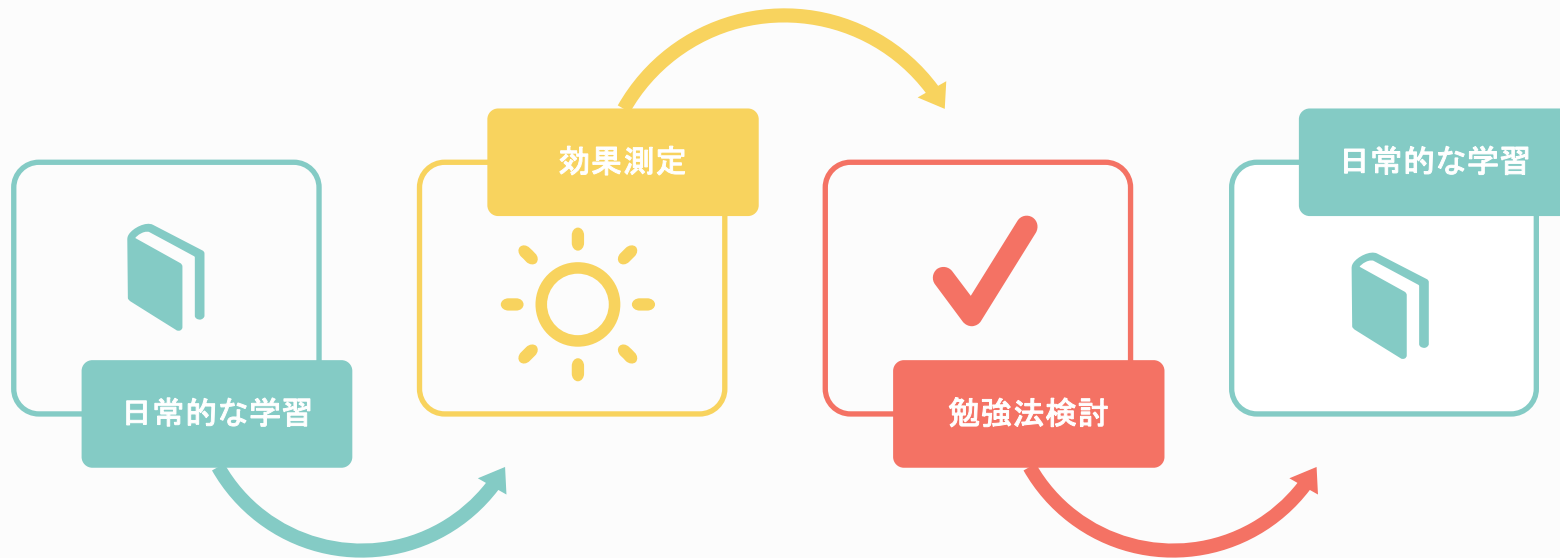 日常的な学習
効果測定
勉強法検討
日常的な学習